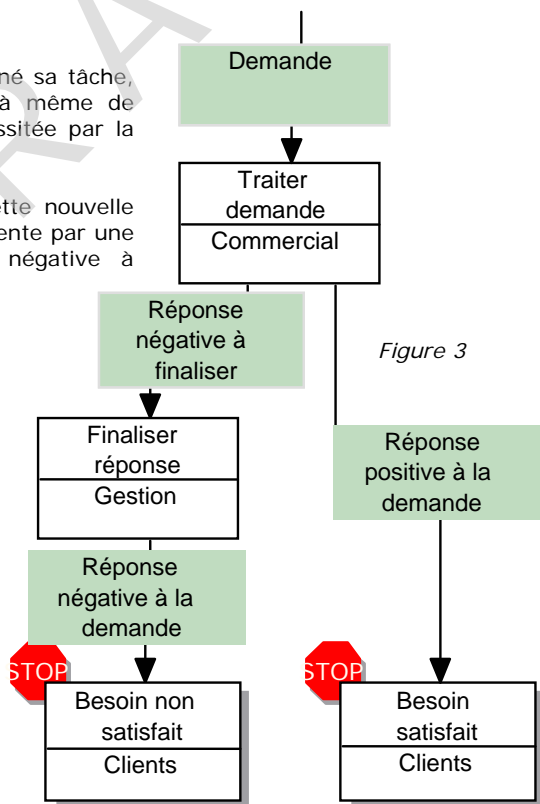 né sa tâche,
à même de
ssitée par la
tte nouvelle
ente par une
négative à
Demande
Traiter
demande
Commercial
Réponse
négative à
finaliser
Figure 3
Finaliser
réponse
Gestion
Réponse
positive à la
demande
Réponse
négative à la
demande
STOP
Besoin non
satisfait
Clients
STOP
Besoin
satisfait
Clients